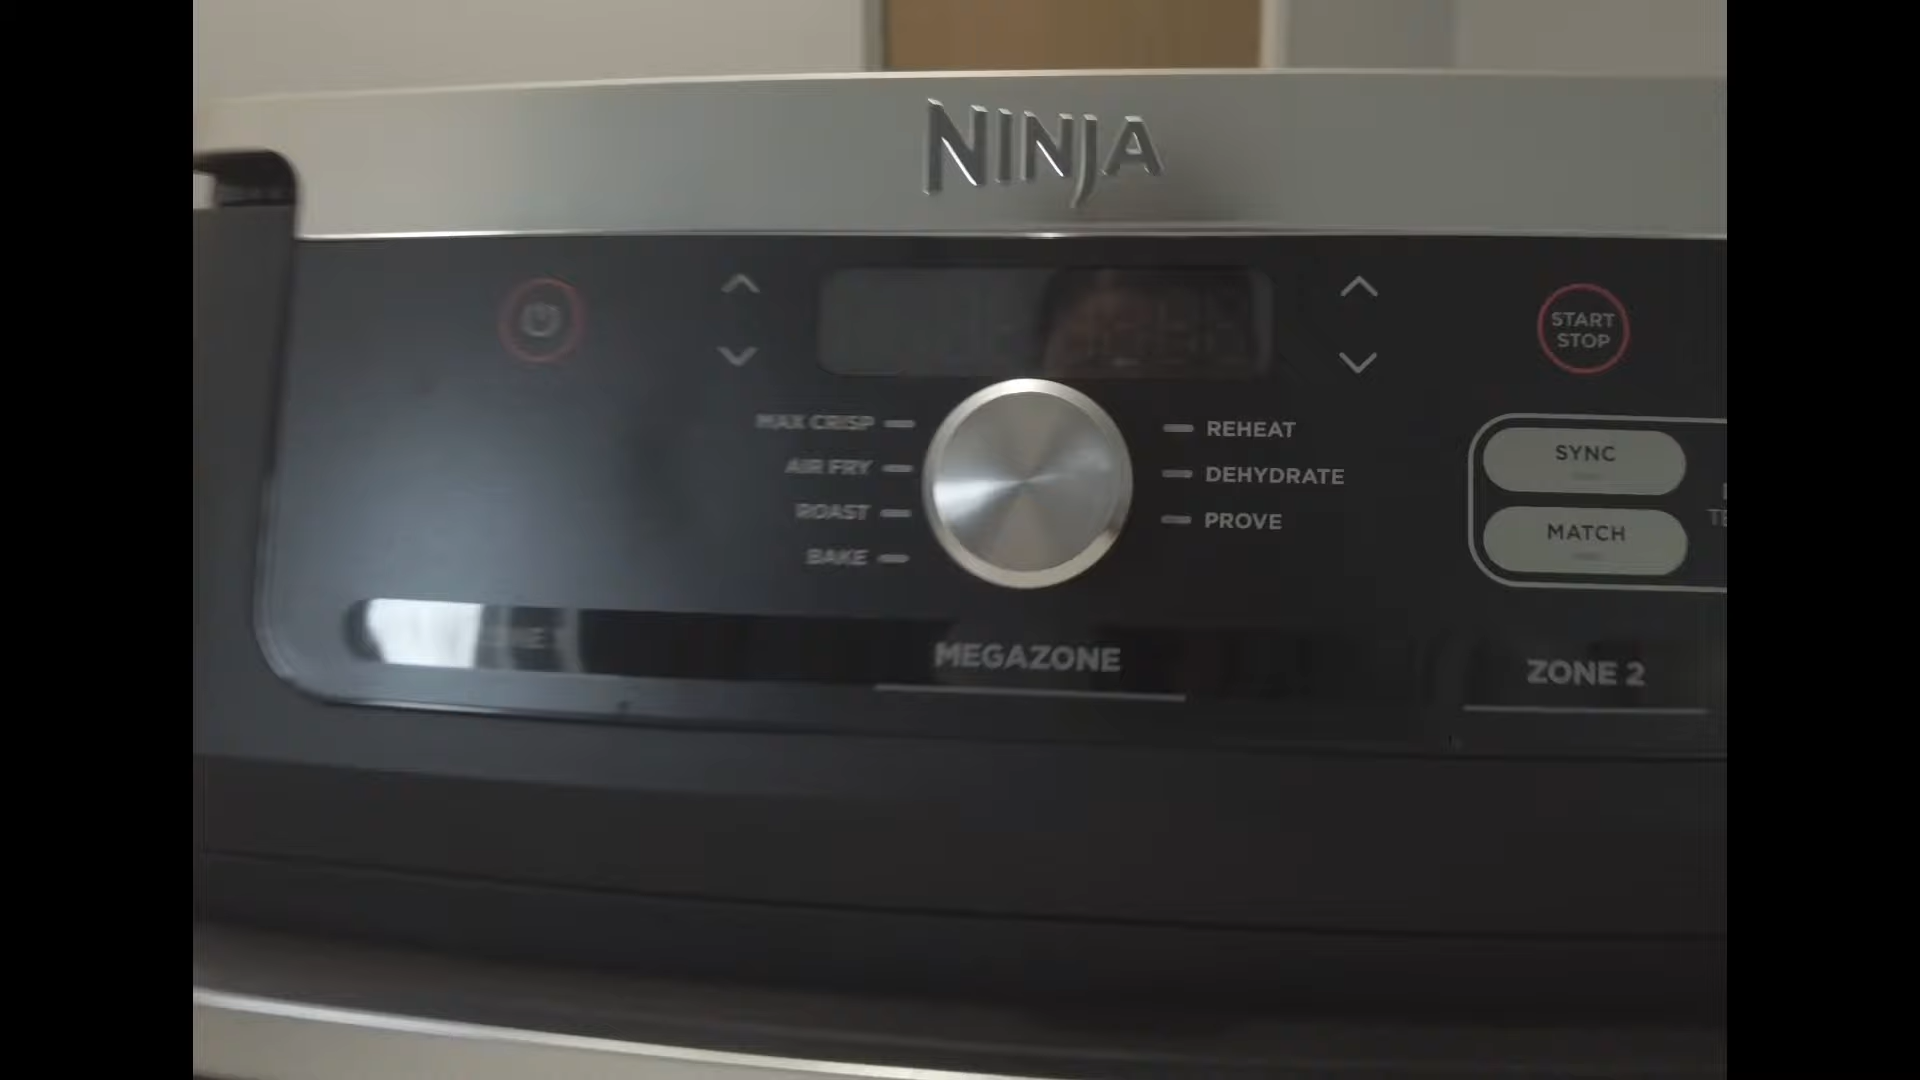 NINJA
START
STOP
MAX CRISP
AIR FRY
ROAST
BAKE
REHEAT
DEHYDRATE
PROVE
SYNC
MATCH
MEGAZONE
ZONE 2